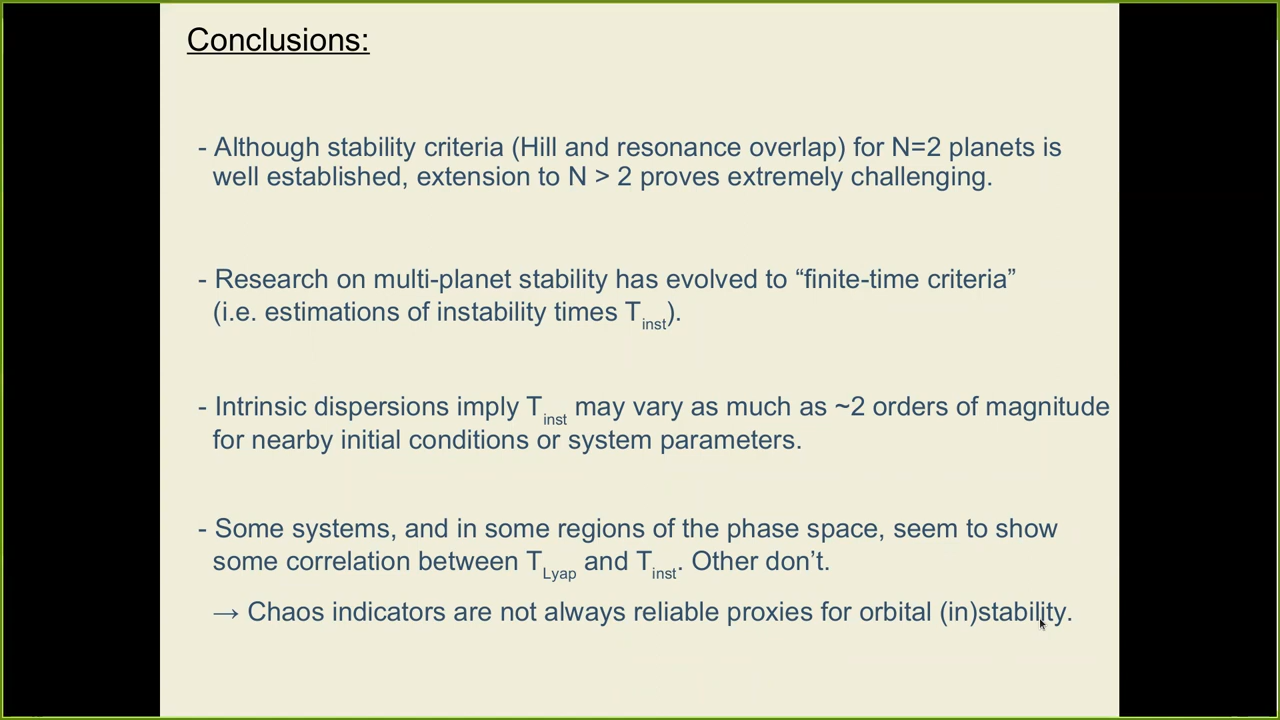 Conclusions:
- Although stability criteria (Hill and resonance overlap) for N=2 planets is
well established, extension to N > 2 proves extremely challenging.
- Research on multi-planet stability has evolved to “finite-time criteria”
(i.e. estimations of instability times Tinst).
- Intrinsic dispersions imply Tinst may vary as much as ~2 orders of magnitude
for nearby initial conditions or system parameters.
- Some systems, and in some regions of the phase space, seem to show
some correlation between TLyap and Tinst. Other don’t.
→ Chaos indicators are not always reliable proxies for orbital (in)stability.